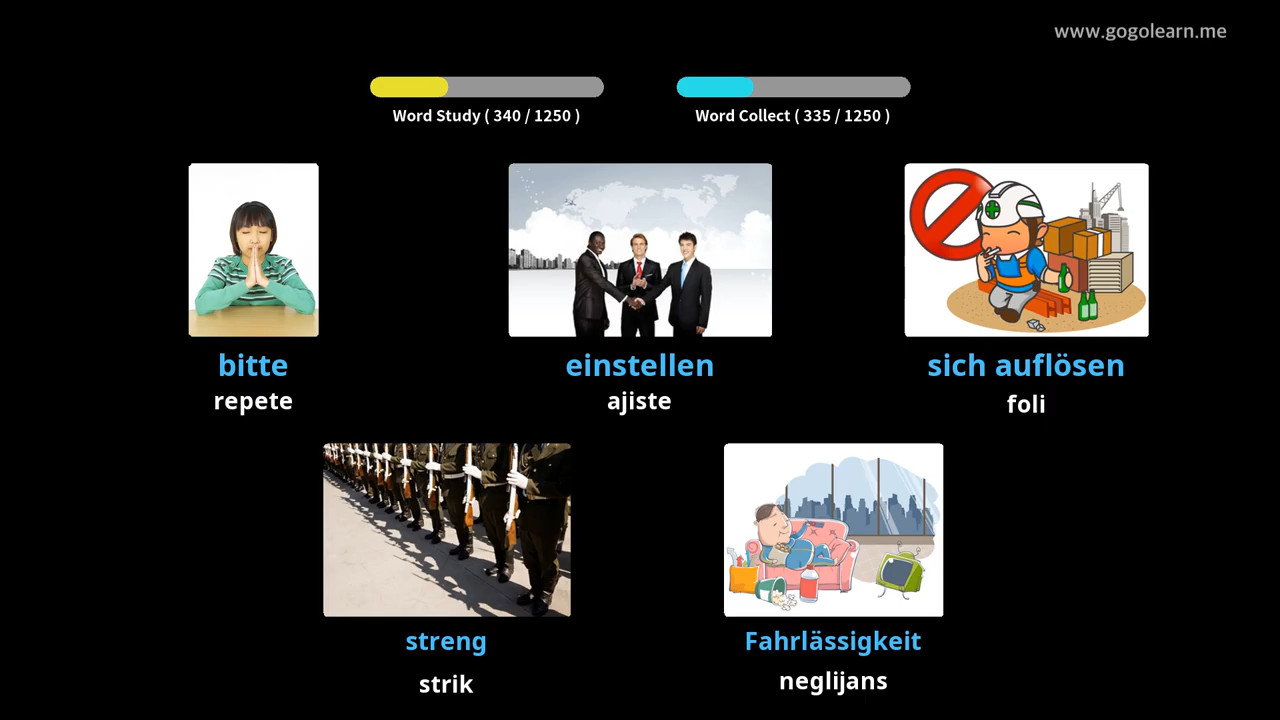 www.gogolearn.me
Word Study ( 340 / 1250 )
Word Collect ( 335 / 1250 )
bitte
repete
einstellen
ajiste
sich auflösen
foli
streng
strik
Fahrlässigkeit
neglijans